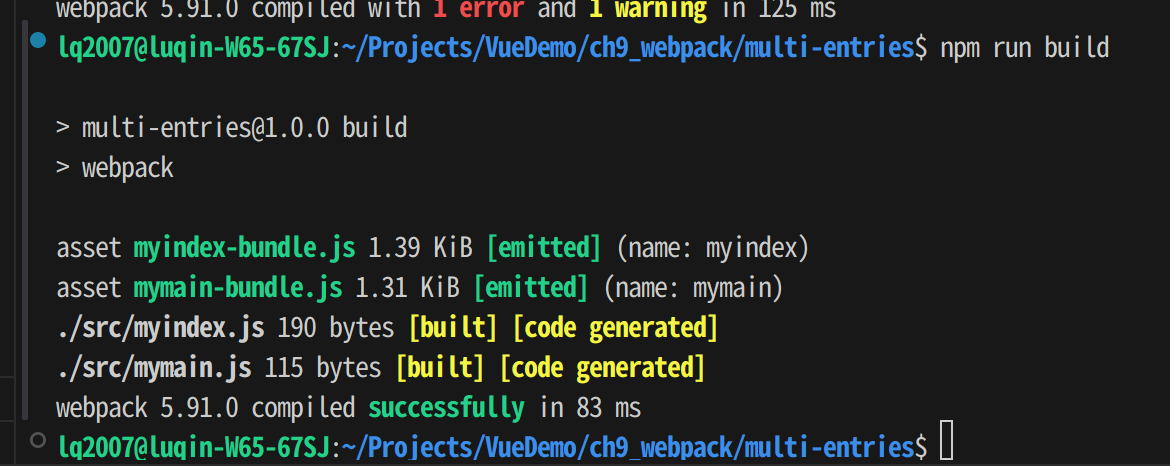 webpack 5.91.0 compiled with 1 error and 1 warning in 125 ms
lq2007@luqin-W65-67SJ:~/Projects/VueDemo/ch9_webpack/multi-entries$ npm run build
> multi-entries@1.0.0 build
> webpack
asset myindex-bundle.js 1.39 KiB [emitted] (name: myindex)
asset mymain-bundle.js 1.31 KiB [emitted] (name: mymain)
./src/myindex.js 190 bytes [built] [code generated]
./src/mymain.js 115 bytes [built] [code generated]
webpack 5.91.0 compiled successfully in 83 ms
lq2007@luqin-W65-67SJ:~/Projects/VueDemo/ch9_webpack/multi-entries$